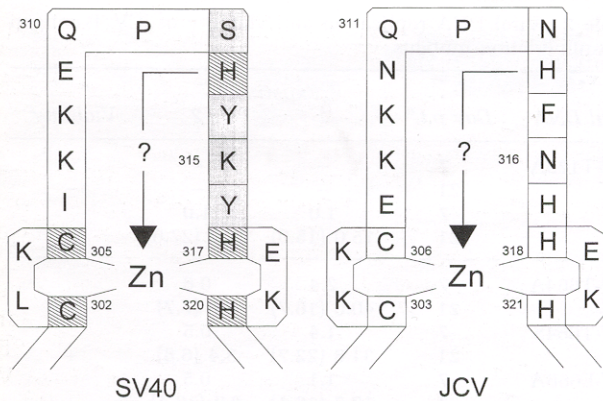 310 Q P S 311 Q P N
E H N H
K Y K F
? ?
K 315 K K 316 N
I Y E H
C 305 317 H C 306 318 H
K E K E
Zn Zn
L K K K
C 302 320 H C 303 321 H
SV40 JCV